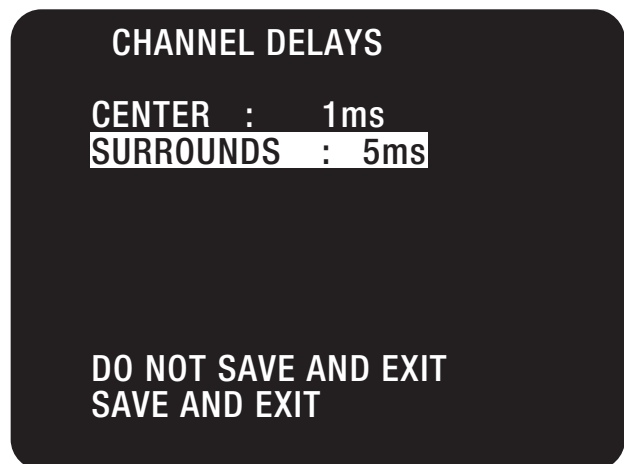 CHANNEL DELAYS
CENTER : 1ms
SURROUNDS : 5ms
DO NOT SAVE AND EXIT
SAVE AND EXIT